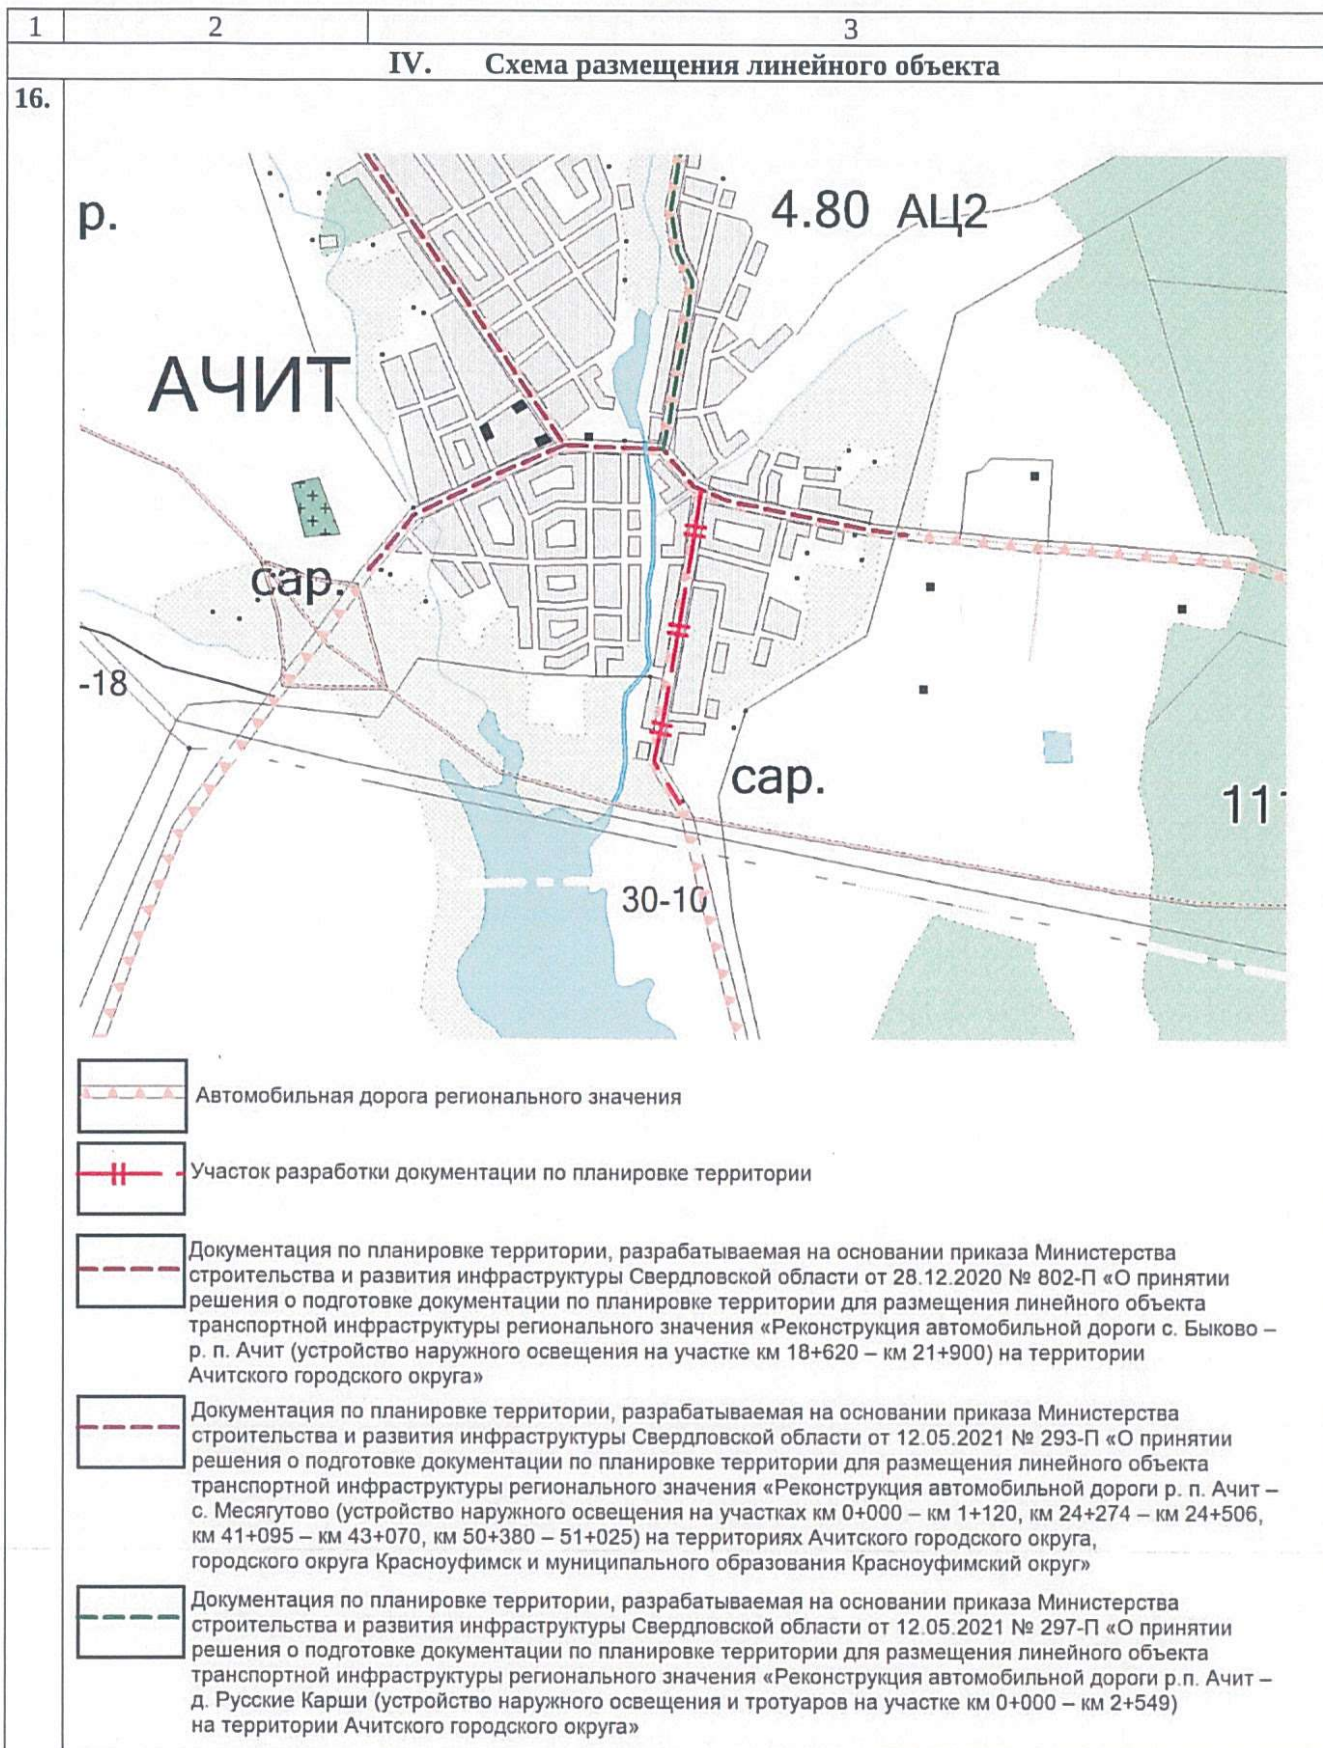 1 2 3
IV. Схема размещения линейного объекта
16.
р.
4.80 АЦ2
АЧИТ
сар.
-18
сар.
11
30-10
Автомобильная дорога регионального значения
Участок разработки документации по планировке территории
Документация по планировке территории, разрабатываемая на основании приказа Министерства
строительства и развития инфраструктуры Свердловской области от 28.12.2020 № 802-П «О принятии
решения о подготовке документации по планировке территории для размещения линейного объекта
транспортной инфраструктуры регионального значения «Реконструкция автомобильной дороги с. Быково –
р. п. Ачит (устройство наружного освещения на участке км 18+620 – км 21+900) на территории
Ачитского городского округа»
Документация по планировке территории, разрабатываемая на основании приказа Министерства
строительства и развития инфраструктуры Свердловской области от 12.05.2021 № 293-П «О принятии
решения о подготовке документации по планировке территории для размещения линейного объекта
транспортной инфраструктуры регионального значения «Реконструкция автомобильной дороги р. п. Ачит –
с. Месягутово (устройство наружного освещения на участках км 0+000 – км 1+120, км 24+274 – км 24+506,
км 41+095 – км 43+070, км 50+380 – 51+025) на территориях Ачитского городского округа,
городского округа Красноуфимск и муниципального образования Красноуфимский округ»
Документация по планировке территории, разрабатываемая на основании приказа Министерства
строительства и развития инфраструктуры Свердловской области от 12.05.2021 № 297-П «О принятии
решения о подготовке документации по планировке территории для размещения линейного объекта
транспортной инфраструктуры регионального значения «Реконструкция автомобильной дороги р.п. Ачит –
д. Русские Карши (устройство наружного освещения и тротуаров на участке км 0+000 – км 2+549)
на территории Ачитского городского округа»